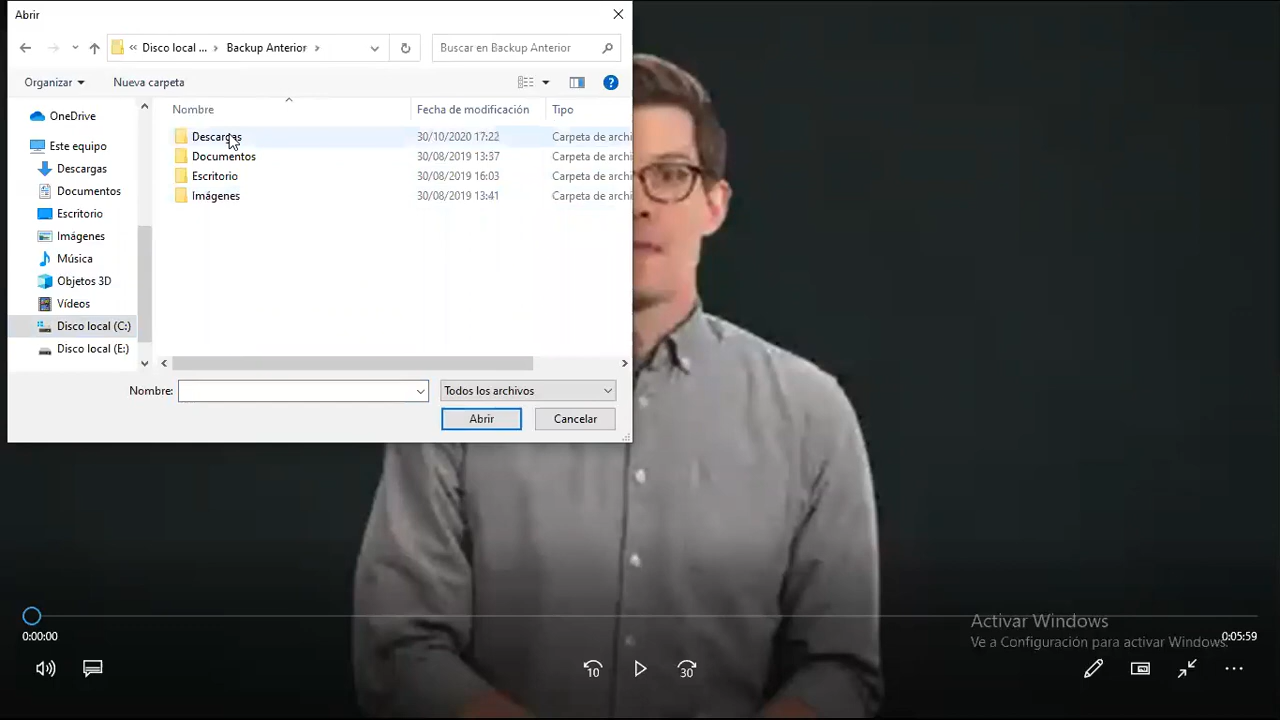 Abrir
« Disco local ... › Backup Anterior ›
Buscar en Backup Anterior
Organizar
Nueva carpeta
Nombre
Fecha de modificación
Tipo
Descargas 30/10/2020 17:22 Carpeta de archi
Documentos 30/08/2019 13:37 Carpeta de archi
Escritorio 30/08/2019 16:03 Carpeta de archi
Imágenes 30/08/2019 13:41 Carpeta de archi
OneDrive
Este equipo
Descargas
Documentos
Escritorio
Imágenes
Música
Objetos 3D
Vídeos
Disco local (C:)
Disco local (E:)
Nombre:
Todos los archivos
Abrir
Cancelar
Activar Windows
Ve a Configuración para activar Windows.
0:00:00
0:05:59
10
30